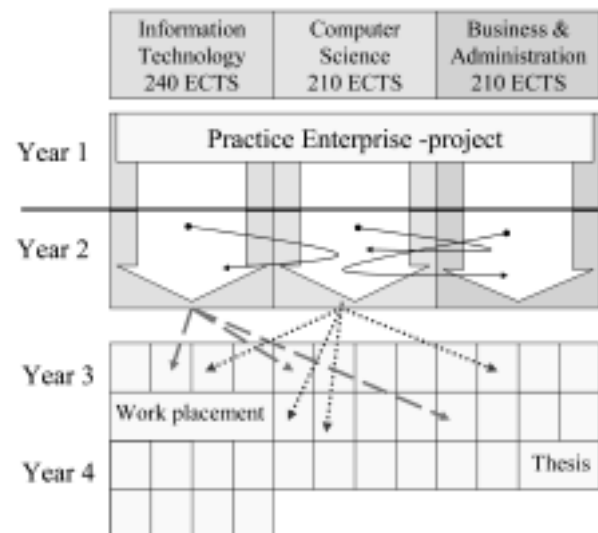 Information
Technology
240 ECTS
Computer
Science
210 ECTS
Business &
Administration
210 ECTS
Year 1
Practice Enterprise -project
Year 2
Year 3
Work placement
Year 4
Thesis